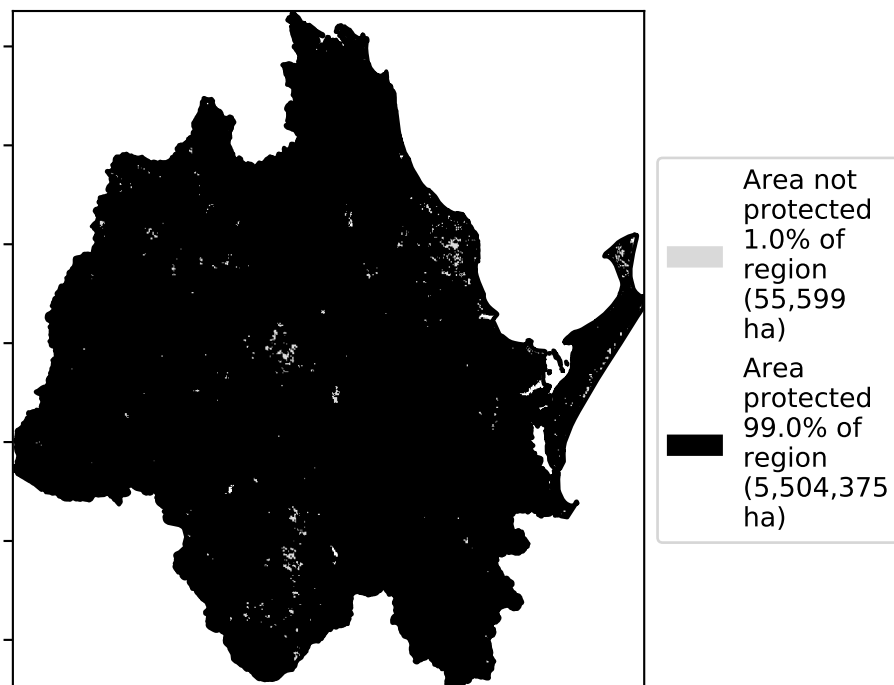 Area not
protected
1.0% of
region
(55,599
ha)
Area
protected
99.0% of
region
(5,504,375
ha)